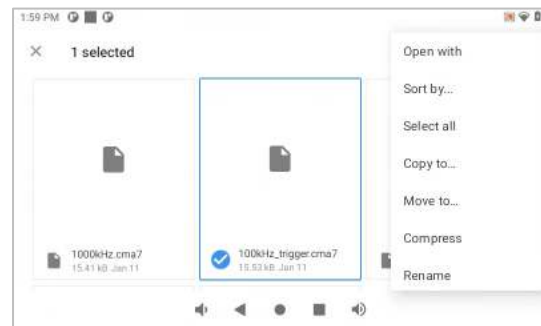 1:59 PM
1 selected
1000kHz.cma7
15.41 kB Jan 11
100kHz_trigger.cma7
15.53 kB Jan 11
Open with
Sort by...
Select all
Copy to...
Move to...
Compress
Rename